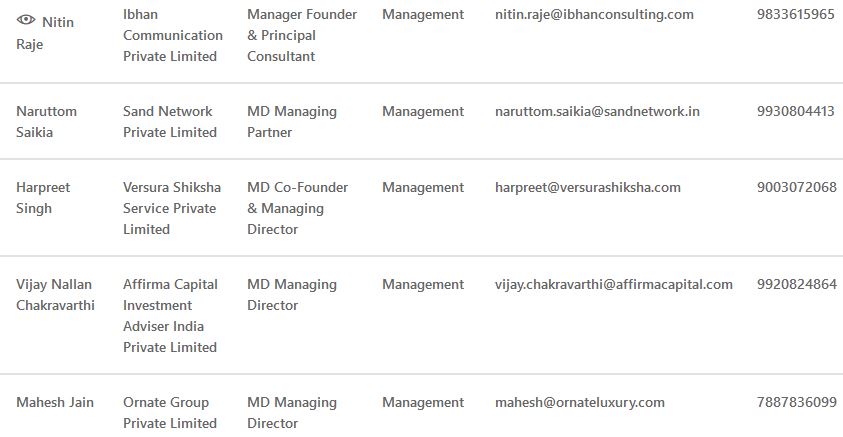 Nitin Raje Ibhan Communication Private Limited Manager Founder & Principal Consultant Management nitin.raje@ibhanconsulting.com 9833615965
Naruttom Saikia Sand Network Private Limited MD Managing Partner Management naruttom.saikia@sandnetwork.in 9930804413
Harpreet Singh Versura Shiksha Service Private Limited MD Co-Founder & Managing Director Management harpreet@versurashiksha.com 9003072068
Vijay Nallan Chakravarthi Affirma Capital Investment Adviser India Private Limited MD Managing Director Management vijay.chakravarthi@affirmacapital.com 9920824864
Mahesh Jain Ornate Group Private Limited MD Managing Director Management mahesh@ornateluxury.com 7887836099